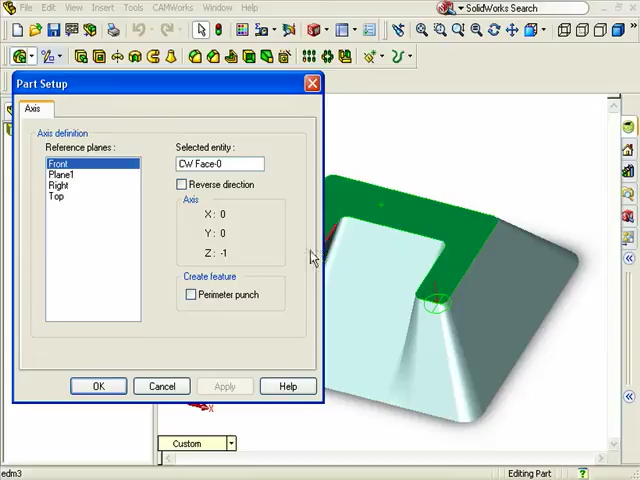 File Edit View Insert Tools CAMWorks Window Help
SolidWorks Search
Part Setup
Axis
Axis definition
Reference planes :
Selected entity :
Front
Plane1
Right
Top
CW Face-0
Reverse direction
Axis
X : 0
Y : 0
Z : -1
Create feature
Perimeter punch
OK
Cancel
Apply
Help
X
Custom
edm3
Editing Part